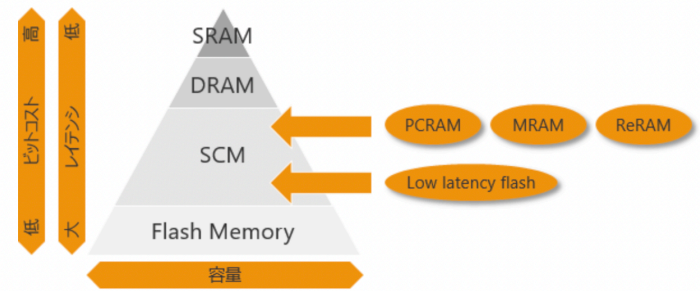 高
ビットコスト
低
低
レイテンシ
大
SRAM
DRAM
SCM
Flash Memory
PCRAM
MRAM
ReRAM
Low latency flash
容量